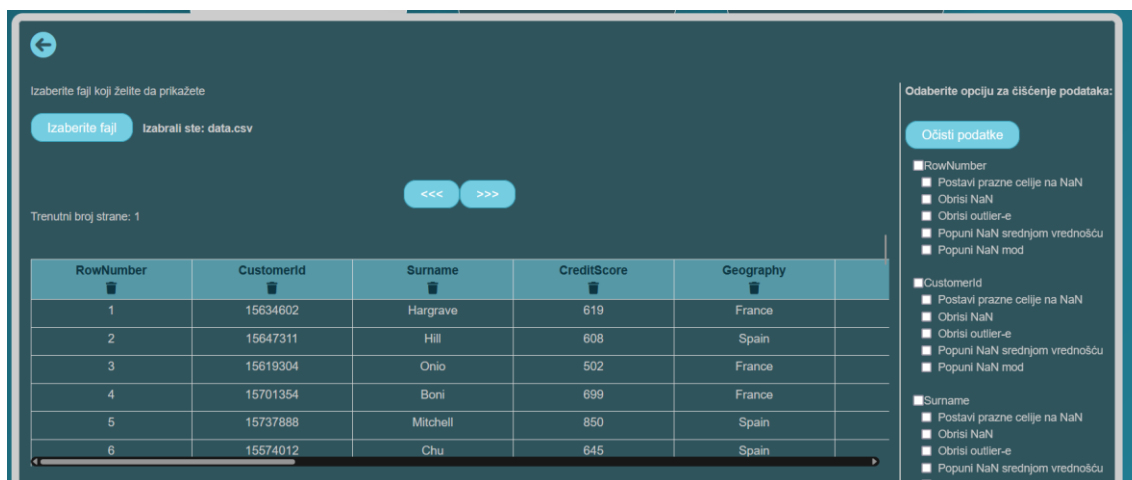 Izaberite fajl koji želite da prikažete
Izaberite fajl Izabrali ste: data.csv
<<< >>>
Trenutni broj strane: 1
RowNumber CustomerId Surname CreditScore Geography
1 15634602 Hargrave 619 France
2 15647311 Hill 608 Spain
3 15619304 Onio 502 France
4 15701354 Boni 699 France
5 15737888 Mitchell 850 Spain
6 15574012 Chu 645 Spain
Odaberite opciju za čišćenje podataka:
Očisti podatke
RowNumber
Postavi prazne celije na NaN
Obrisi NaN
Obrisi outlier-e
Popuni NaN srednjom vrednošću
Popuni NaN mod
CustomerId
Postavi prazne celije na NaN
Obrisi NaN
Obrisi outlier-e
Popuni NaN srednjom vrednošću
Popuni NaN mod
Surname
Postavi prazne celije na NaN
Obrisi NaN
Obrisi outlier-e
Popuni NaN srednjom vrednošću